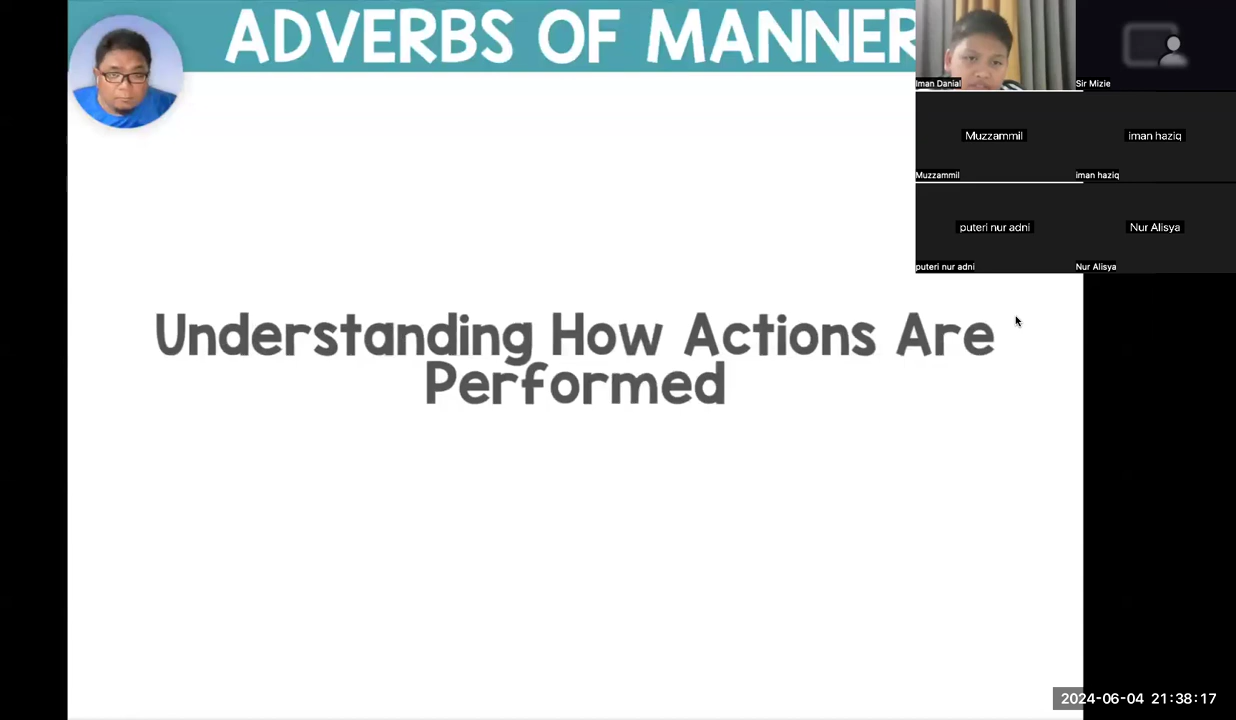 ADVERBS OF MANNER
Iman Danial
Sir Mizie
Muzzammil
iman haziq
Muzzammil
iman haziq
puteri nur adni
Nur Alisya
puteri nur adni
Nur Alisya
Understanding How Actions Are
Performed
2024-06-04 21:38:17